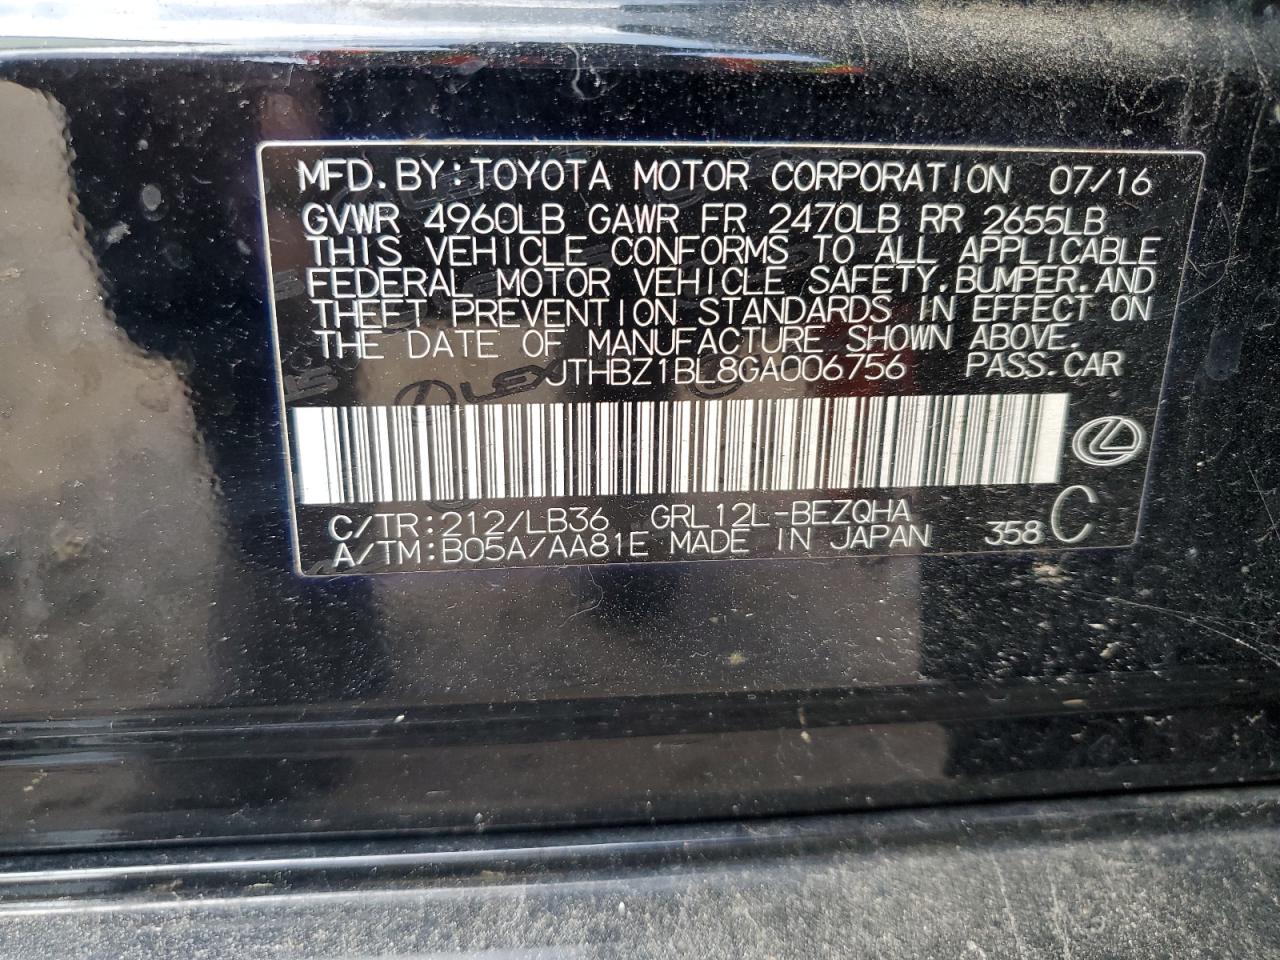 MFD.BY:TOYOTA MOTOR CORPORATION 07/16
GVWR 4960LB GAWR FR 2470LB RR 2655LB
THIS VEHICLE CONFORMS TO ALL APPLICABLE
FEDERAL MOTOR VEHICLE SAFETY.BUMPER.AND
THEFT PREVENTION STANDARDS IN EFFECT ON
THE DATE OF MANUFACTURE SHOWN ABOVE.
JTHBZ1BL8GA006756 PASS.CAR
C/TR:212/LB36 GRL12L-BEZQHA
A/TM:B05A/AA81E MADE IN JAPAN 358 C